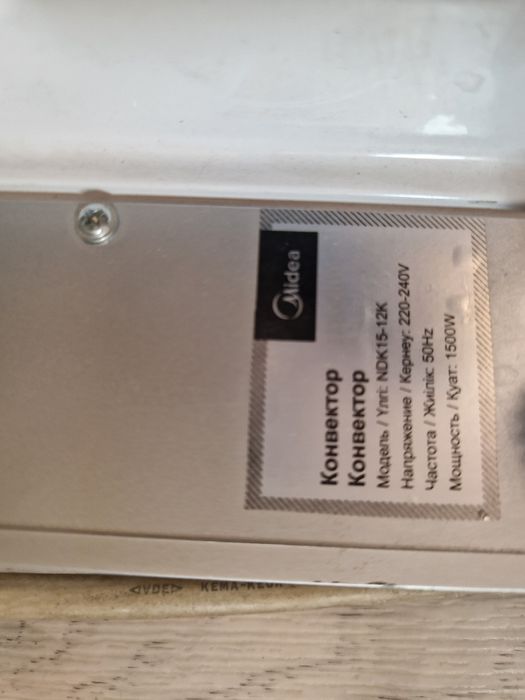 Midea
Конвектор
Конвектор
Модель / Үлгі: NDK15-12K
Напряжение / Кернеу: 220-240V
Частота / Жиілік: 50Hz
Мощность / Қуат: 1500W
VDE